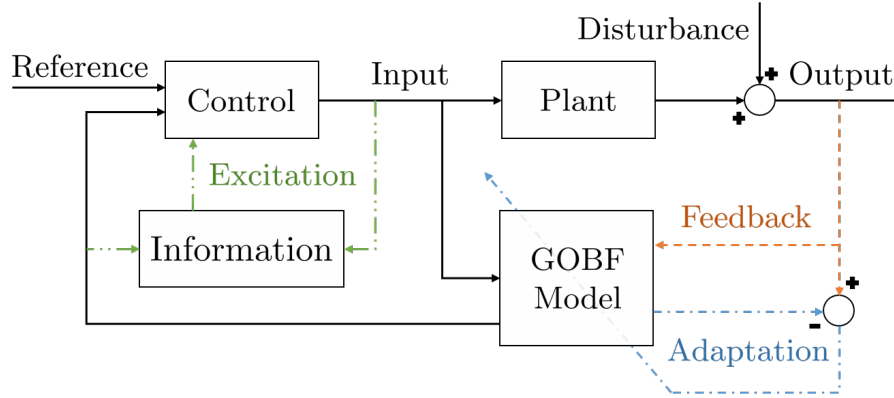 Disturbance
Reference
Input
Output
Control
Plant
Excitation
Feedback
Information
GOBF
Model
Adaptation